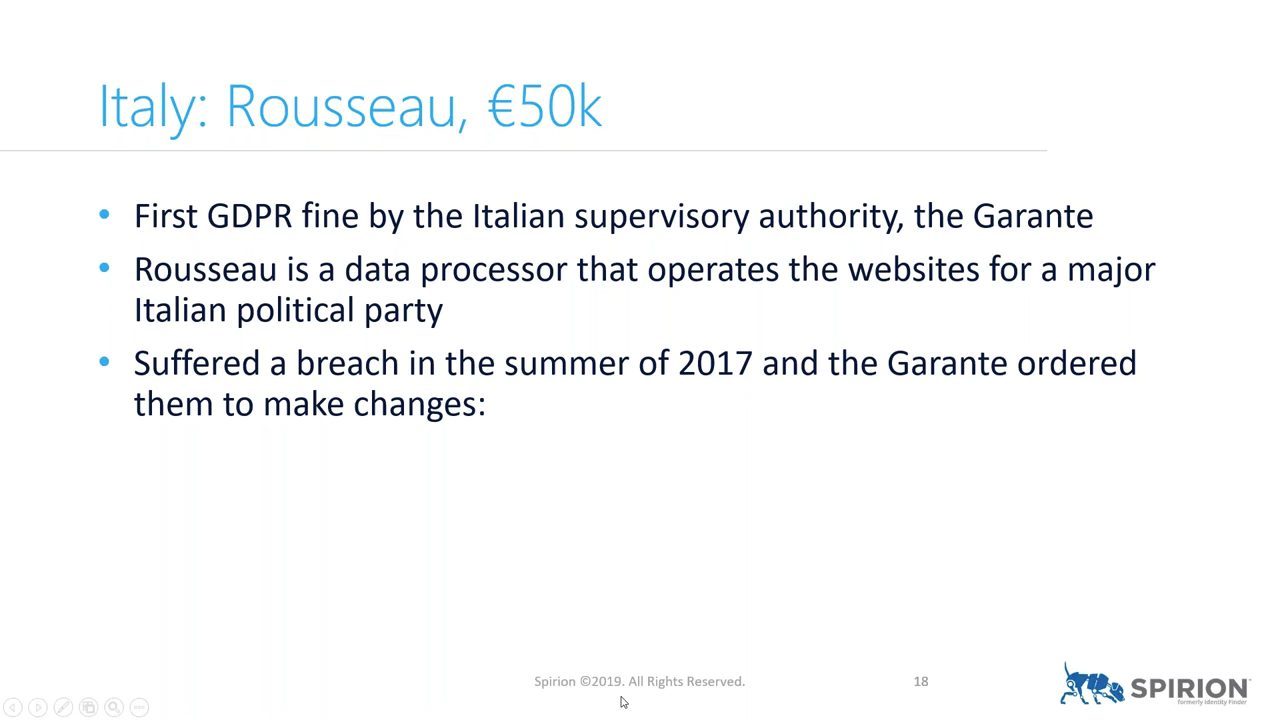 Italy: Rousseau, €50k
• First GDPR fine by the Italian supervisory authority, the Garante
• Rousseau is a data processor that operates the websites for a major
Italian political party
• Suffered a breach in the summer of 2017 and the Garante ordered
them to make changes:
Spirion ©2019. All Rights Reserved.
18
SPIRION™
formerly Identity Finder